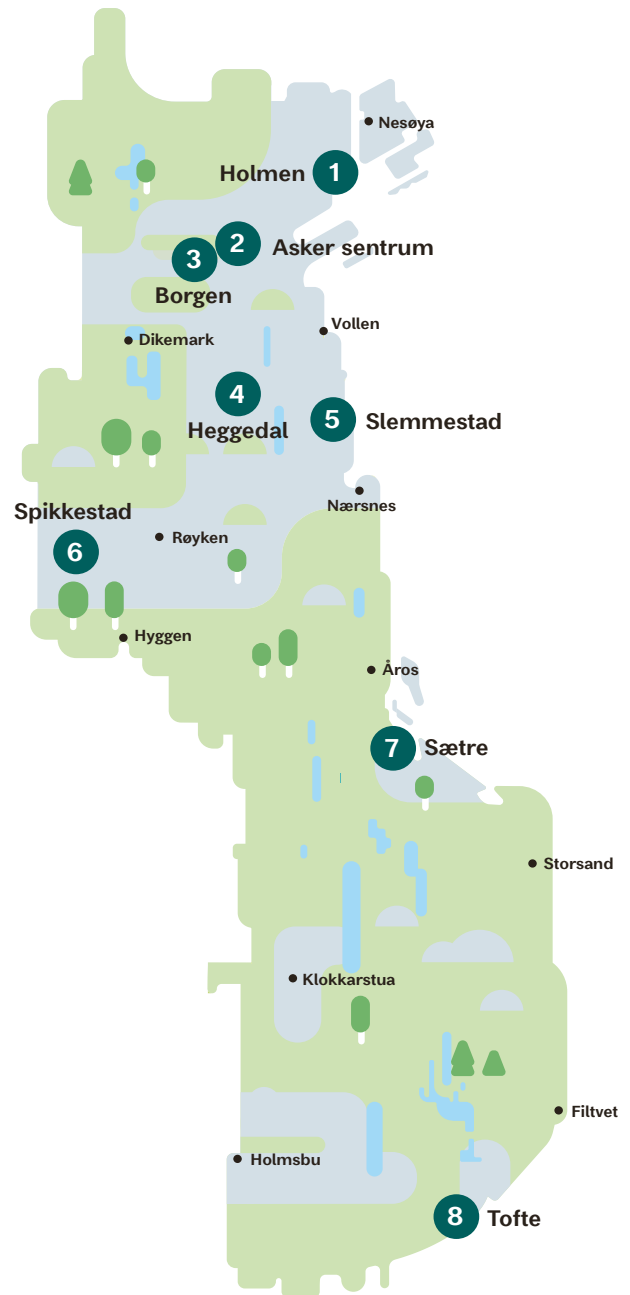 Nesøya
Holmen 1
2 Asker sentrum
3
Borgen
Vollen
Dikemark
4
Heggedal
5 Slemmestad
Nærsnes
Spikkestad
6
Røyken
Hyggen
Åros
7 Sætre
Storsand
Klokkarstua
Filtvet
Holmsbu
8 Tofte